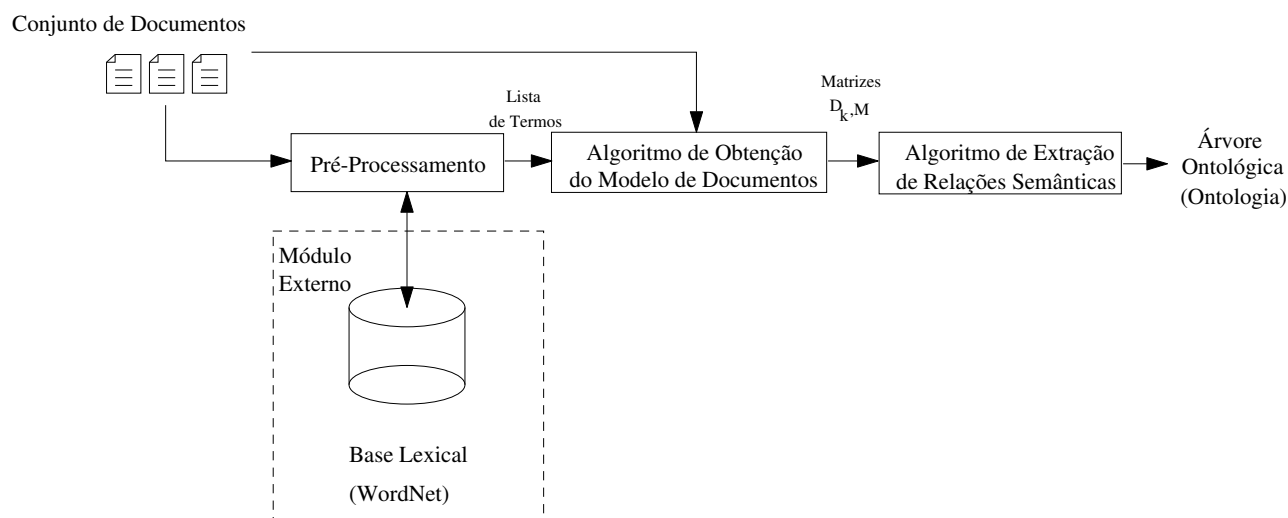 Conjunto de Documentos
Lista
de Termos
Matrizes
D_k,M
Pré-Processamento
Algoritmo de Obtenção
do Modelo de Documentos
Algoritmo de Extração
de Relações Semânticas
Árvore
Ontológica
(Ontologia)
Módulo
Externo
Base Lexical
(WordNet)